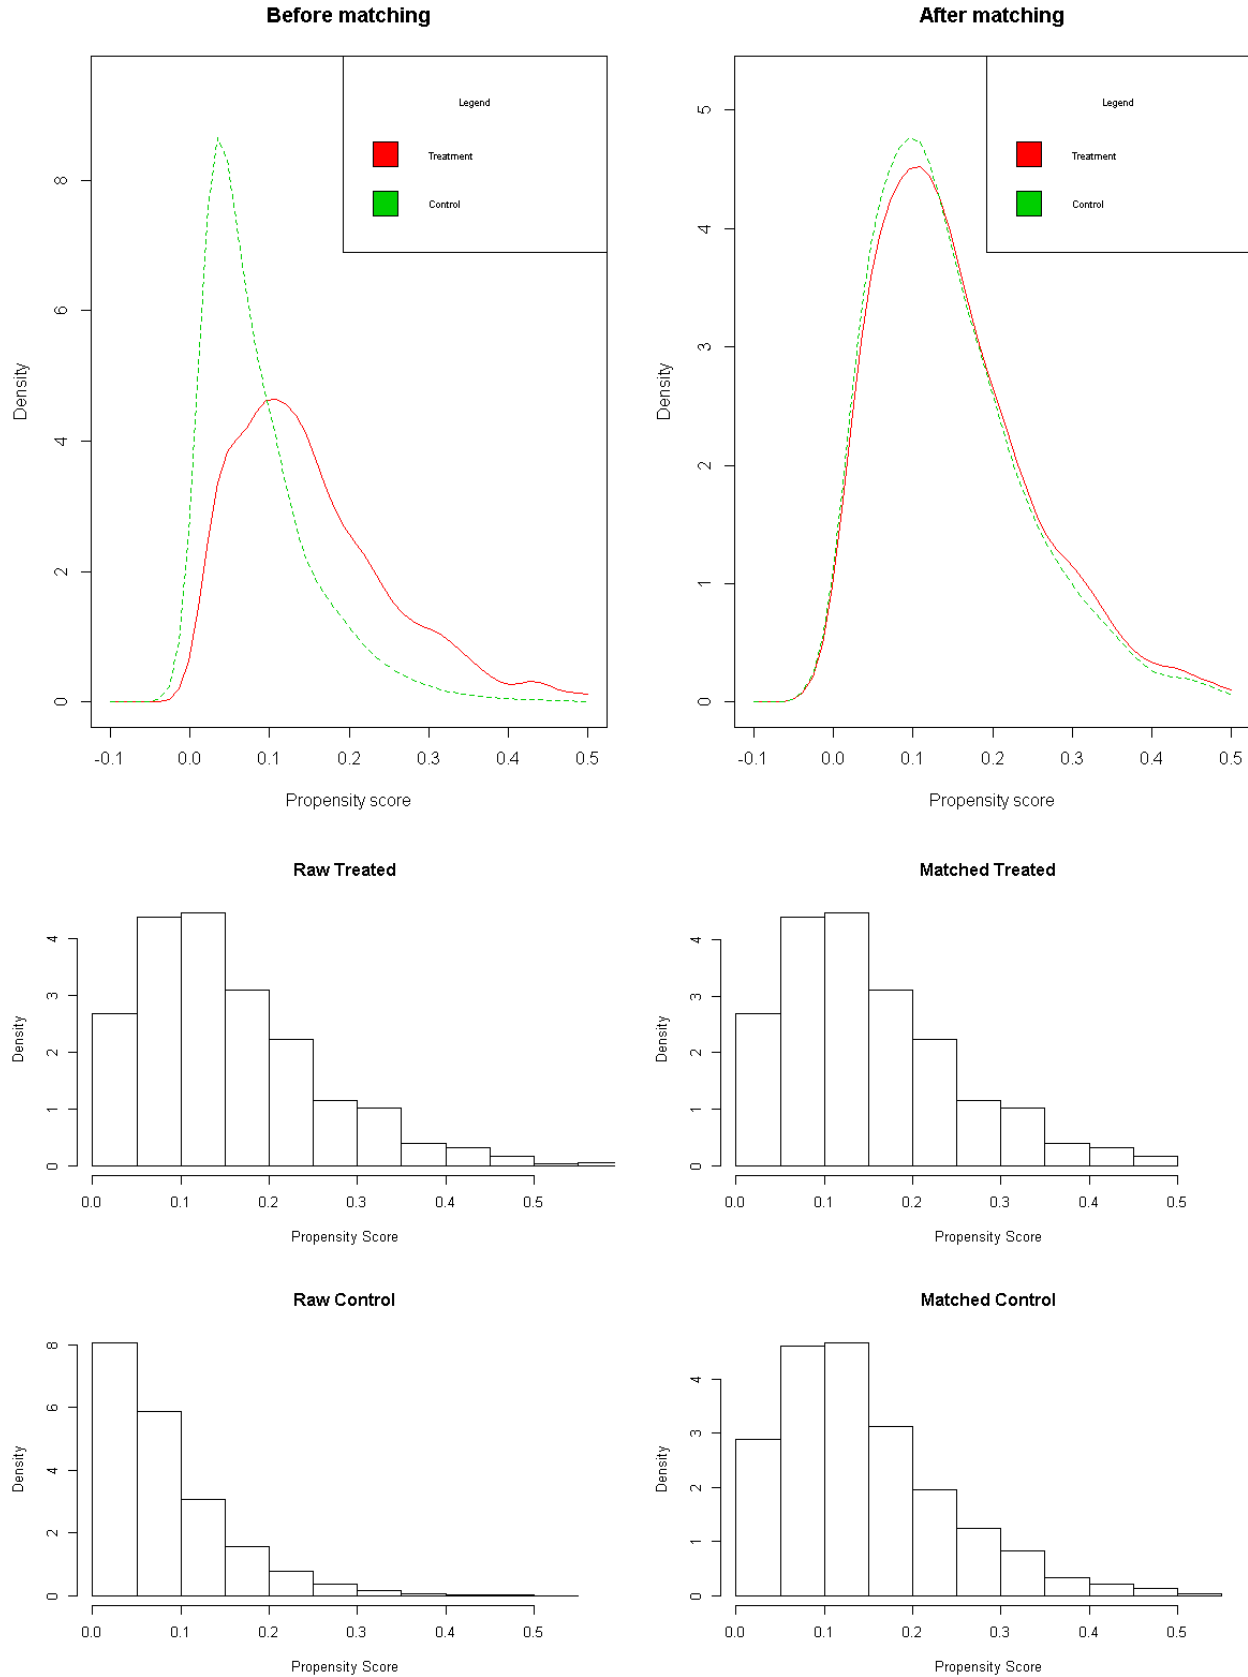 Before matching
Legend
Treatment
Control
Density
0
2
4
6
8
-0.1
0.0
0.1
0.2
0.3
0.4
0.5
Propensity score
After matching
Legend
Treatment
Control
Density
0
1
2
3
4
5
-0.1
0.0
0.1
0.2
0.3
0.4
0.5
Propensity score
Raw Treated
Density
0
1
2
3
4
0.0
0.1
0.2
0.3
0.4
0.5
Propensity Score
Matched Treated
Density
0
1
2
3
4
0.0
0.1
0.2
0.3
0.4
0.5
Propensity Score
Raw Control
Density
0
2
4
6
8
0.0
0.1
0.2
0.3
0.4
0.5
Propensity Score
Matched Control
Density
0
1
2
3
4
0.0
0.1
0.2
0.3
0.4
0.5
Propensity Score